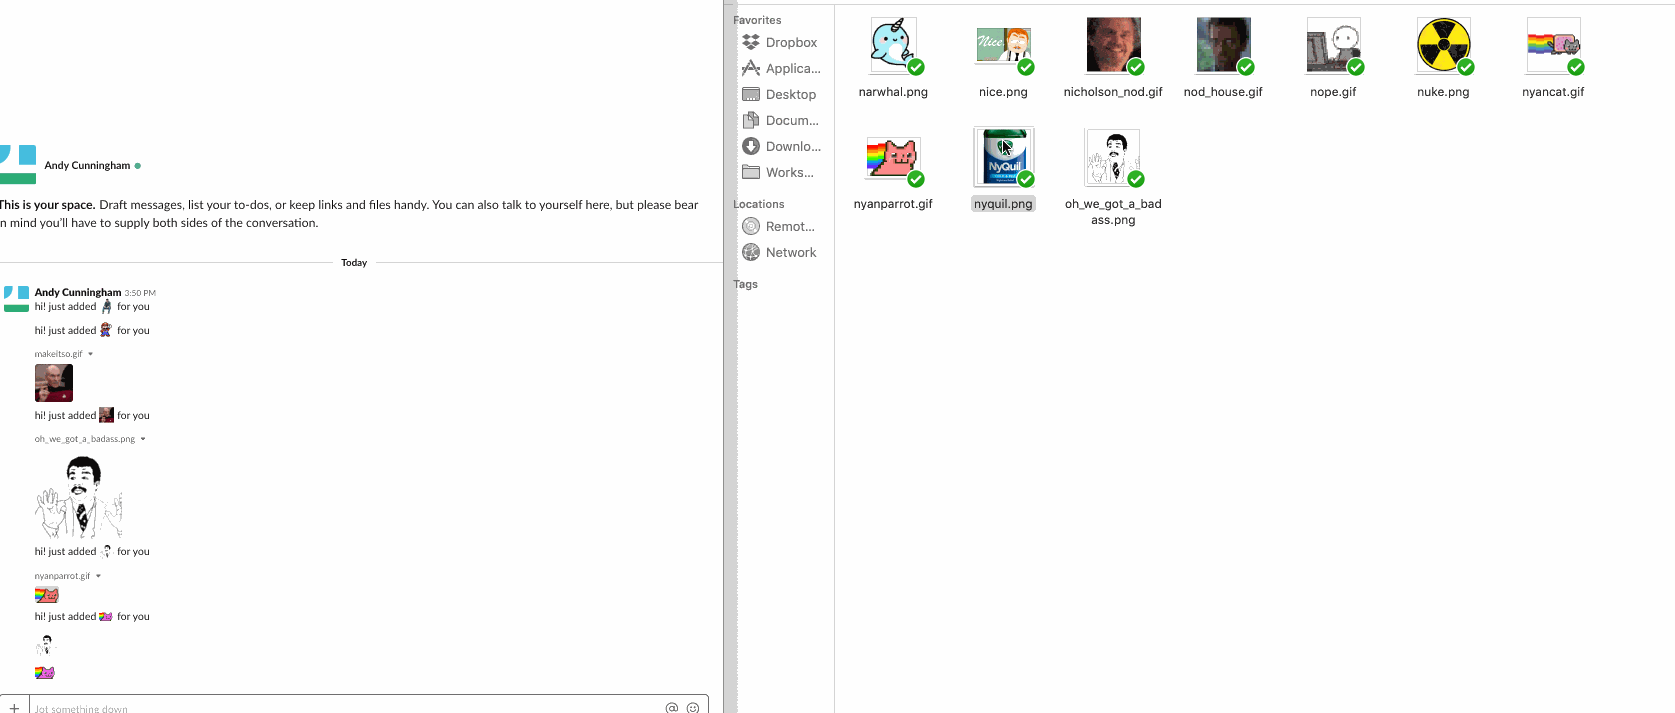 Andy Cunningham
This is your space. Draft messages, list your to-dos, or keep links and files handy. You can also talk to yourself here, but please bear
n mind you'll have to supply both sides of the conversation.
Today
Andy Cunningham 3:50 PM
hi! just added for you
hi! just added for you
makeitso.gif
hi! just added for you
oh_we_got_a_badass.png
hi! just added for you
nyanparrot.gif
hi! just added for you
Jot something down
Favorites
Dropbox
Applica...
Desktop
Docum...
Downlo...
Works...
Locations
Remot...
Network
Tags
Nice.
narwhal.png
nice.png
nicholson_nod.gif
nod_house.gif
nope.gif
nuke.png
nyancat.gif
NyQuil
nyanparrot.gif
nyquil.png
oh_we_got_a_bad
ass.png